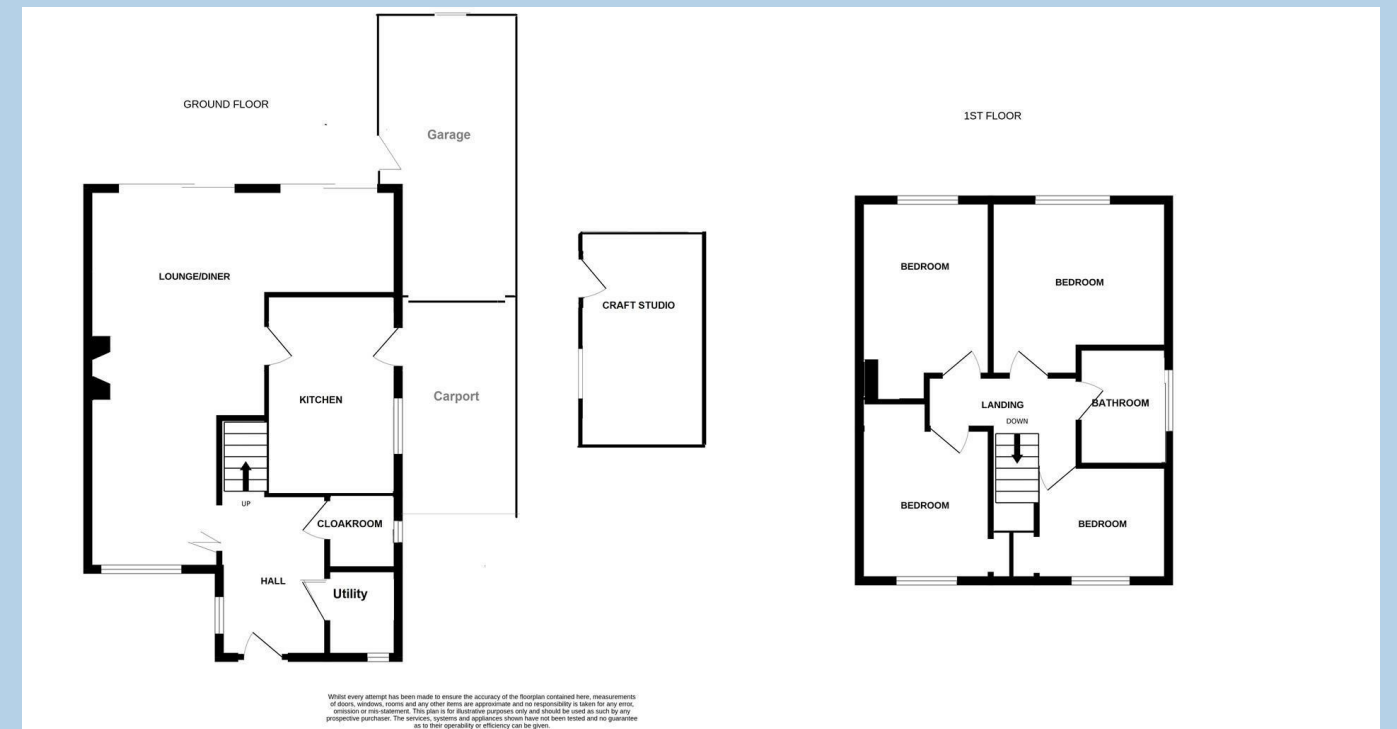 GROUND FLOOR
Garage
LOUNGE/DINER
CRAFT STUDIO
KITCHEN
Carport
UP
CLOAKROOM
HALL
Utility
1ST FLOOR
BEDROOM
BEDROOM
LANDING
BATHROOM
DOWN
BEDROOM
BEDROOM
Whilst every attempt has been made to ensure the accuracy of the floorplan contained here, measurements
of doors, windows, rooms and any other items are approximate and no responsibility is taken for any error,
omission or mis-statement. This plan is for illustrative purposes only and should be used as such by any
prospective purchaser. The services, systems and appliances shown have not been tested and no guarantee
as to their operability or efficiency can be given.